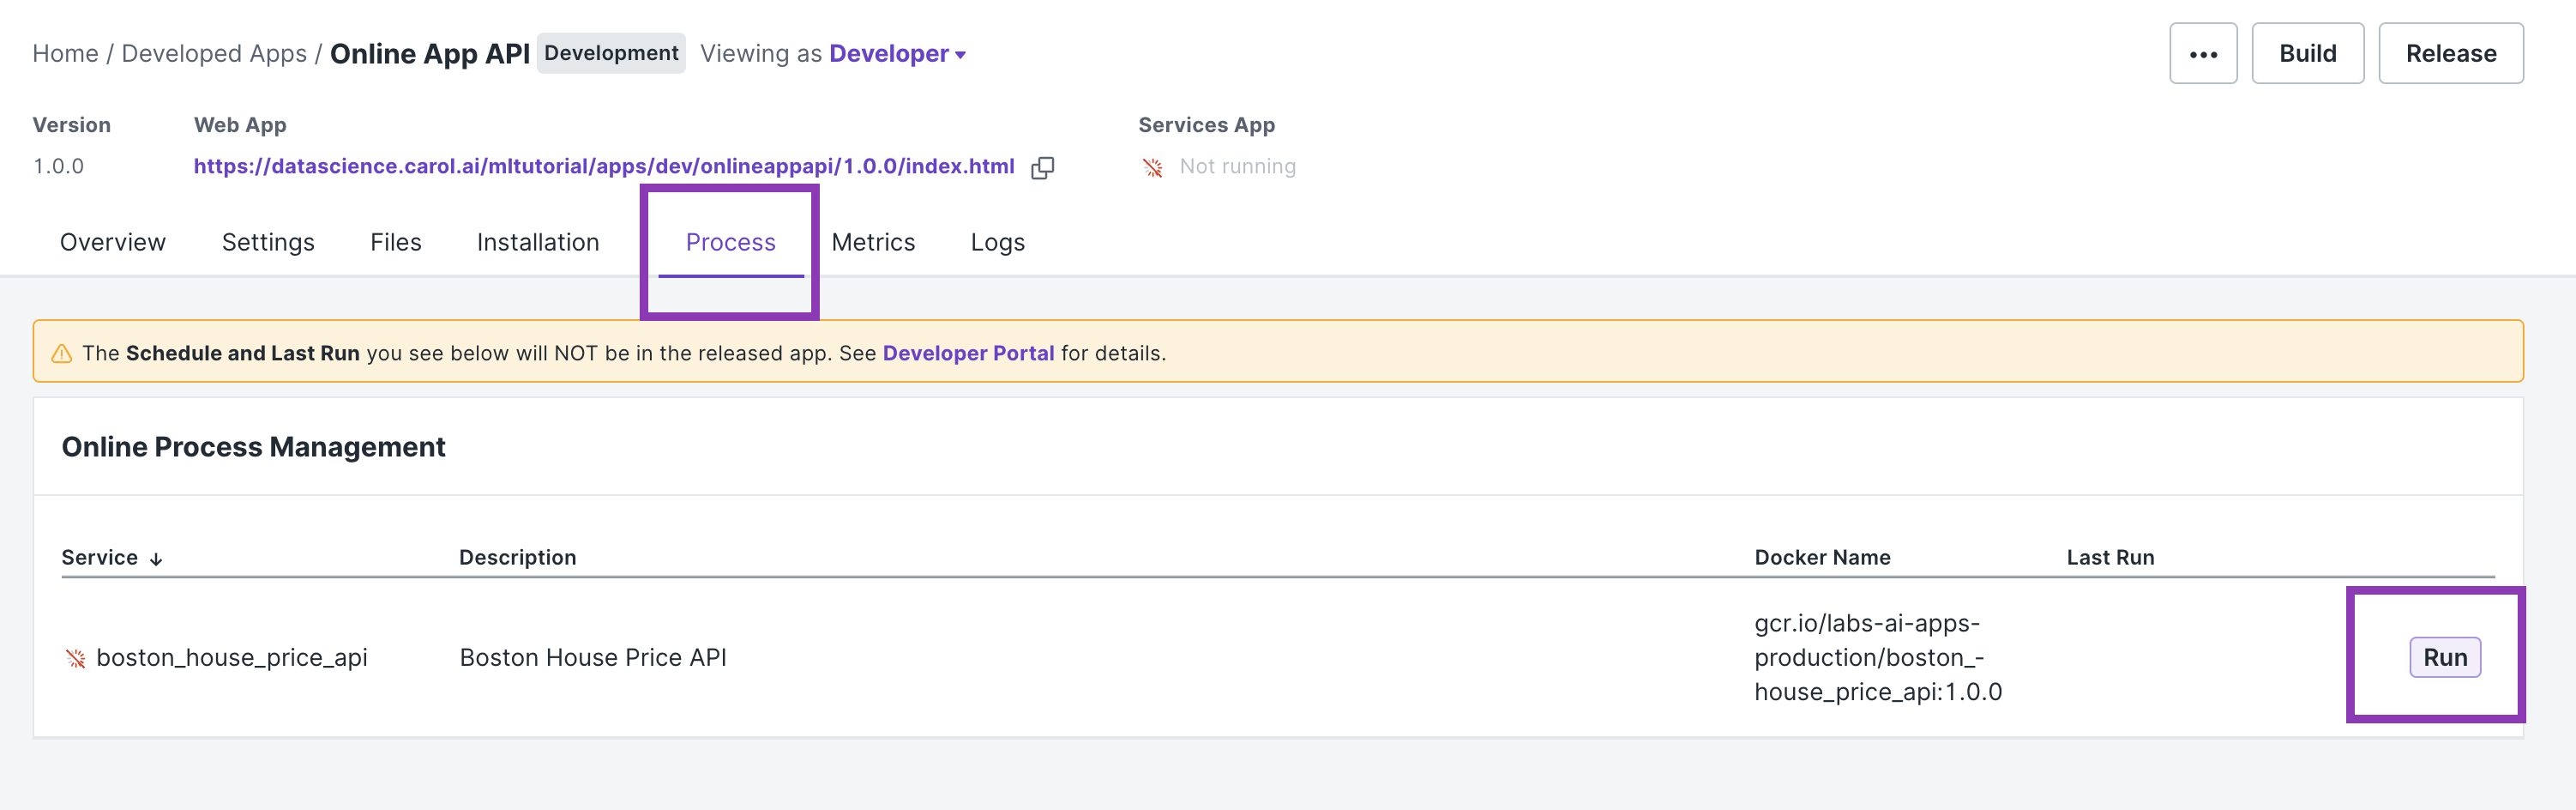 Home / Developed Apps / Online App API Development Viewing as Developer
... Build Release
Version Web App Services App
1.0.0 https://datascience.carol.ai/mltutorial/apps/dev/onlineappapi/1.0.0/index.html Not running
Overview Settings Files Installation Process Metrics Logs
The Schedule and Last Run you see below will NOT be in the released app. See Developer Portal for details.
Online Process Management
Service ↓ Description Docker Name Last Run
boston_house_price_api Boston House Price API
gcr.io/labs-ai-apps-
production/boston_-
house_price_api:1.0.0
Run